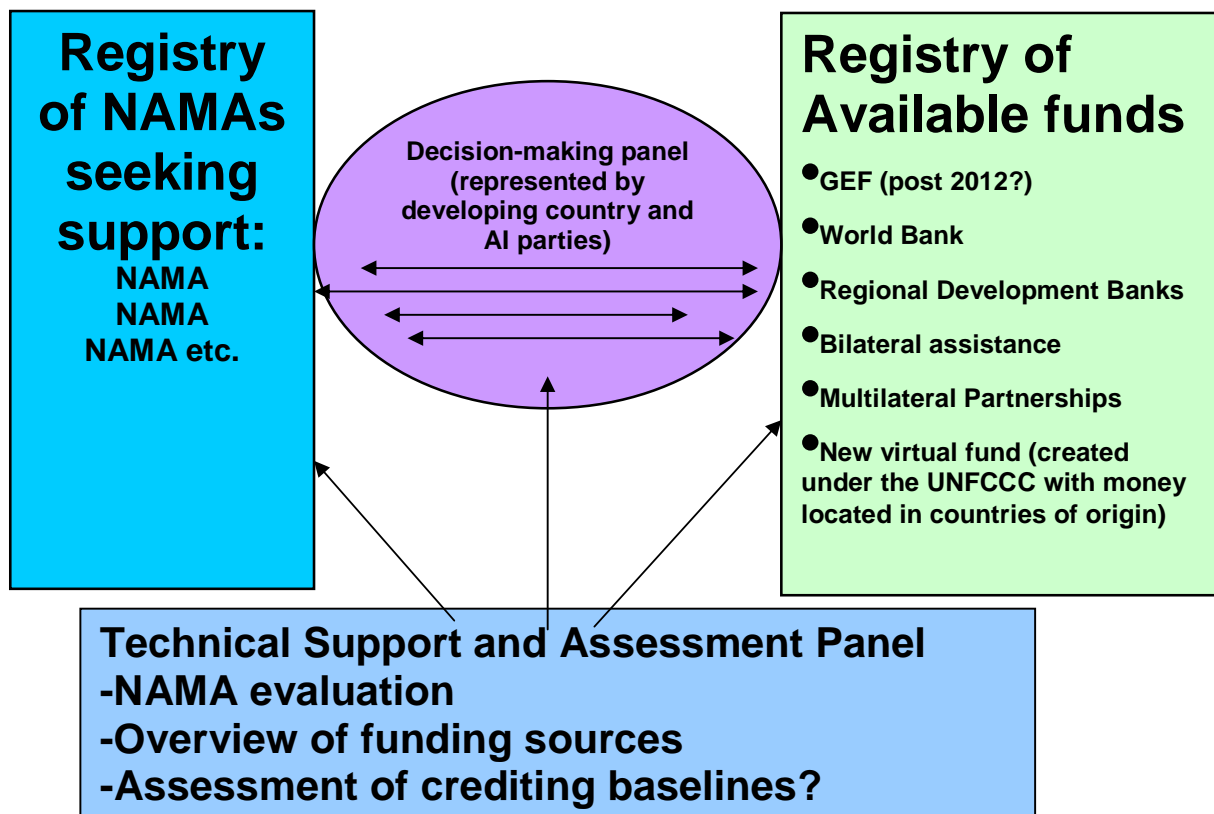 Registry
of NAMAs
seeking
support:
NAMA
NAMA
NAMA etc.
Decision-making panel
(represented by
developing country and
AI parties)
Registry of
Available funds
•GEF (post 2012?)
•World Bank
•Regional Development Banks
•Bilateral assistance
•Multilateral Partnerships
•New virtual fund (created
under the UNFCCC with money
located in countries of origin)
Technical Support and Assessment Panel
-NAMA evaluation
-Overview of funding sources
-Assessment of crediting baselines?